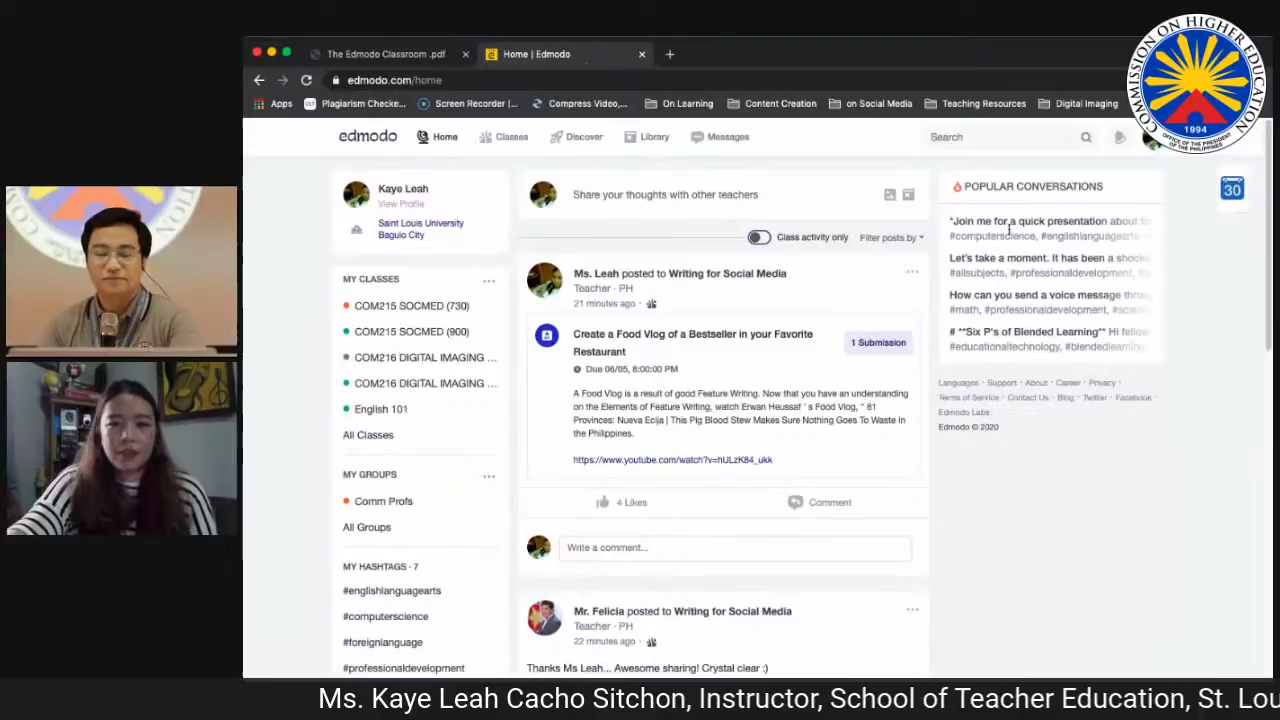 The Edmodo Classroom .pdf
Home | Edmodo
edmodo.com/home
Apps
Plagiarism Checke...
Screen Recorder |...
Compress Video,...
On Learning
Content Creation
on Social Media
Teaching Resources
Digital Imaging
COMMISSION ON HIGHER EDUCATION
1994
OFFICE OF THE PRESIDENT
OF THE PHILIPPINES
edmodo
Home
Classes
Discover
Library
Messages
Search
Kaye Leah
View Profile
Saint Louis University
Baguio City
MY CLASSES
COM215 SOCMED (730)
COM215 SOCMED (900)
COM216 DIGITAL IMAGING ...
COM216 DIGITAL IMAGING ...
English 101
All Classes
MY GROUPS
Comm Profs
All Groups
MY HASHTAGS · 7
#englishlanguagearts
#computerscience
#foreignlanguage
#professionaldevelopment
Share your thoughts with other teachers
Class activity only
Filter posts by
Ms. Leah posted to Writing for Social Media
Teacher · PH
21 minutes ago
Create a Food Vlog of a Bestseller in your Favorite
Restaurant
1 Submission
Due 06/05, 8:00:00 PM
A Food Vlog is a result of good Feature Writing. Now that you have an understanding
on the Elements of Feature Writing, watch Erwan Heussaf ' s Food Vlog, " 81
Provinces: Nueva Ecija | This Pig Blood Stew Makes Sure Nothing Goes To Waste In
the Philippines.
https://www.youtube.com/watch?v=hULzK84_ukk
4 Likes
Comment
Write a comment...
Mr. Felicia posted to Writing for Social Media
Teacher · PH
22 minutes ago
Thanks Ms Leah... Awesome sharing! Crystal clear :)
POPULAR CONVERSATIONS
*Join me for a quick presentation about
#computerscience, #englishlanguagearts
Let's take a moment. It has been a
#allsubjects, #professionaldevelopment,
How can you send a voice message
#math, #professionaldevelopment,
# **Six P's of Blended Learning** Hi
#educationaltechnology, #blendedlearning,
Languages · Support · About · Career · Privacy ·
Terms of Service · Contact Us · Blog · Twitter · Facebook ·
Edmodo Labs
Edmodo © 2020
30
Ms. Kaye Leah Cacho Sitchon, Instructor, School of Teacher Education, St. Lou